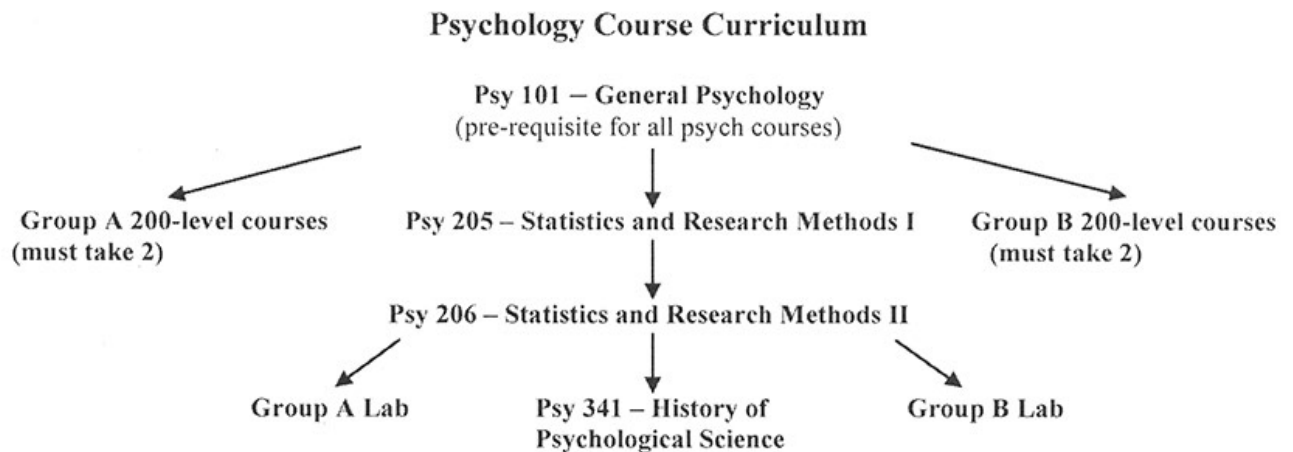 Psychology Course Curriculum
Psy 101 – General Psychology
(pre-requisite for all psych courses)
Group A 200-level courses
(must take 2)
Psy 205 – Statistics and Research Methods I
Group B 200-level courses
(must take 2)
Psy 206 – Statistics and Research Methods II
Group A Lab
Psy 341 – History of
Psychological Science
Group B Lab